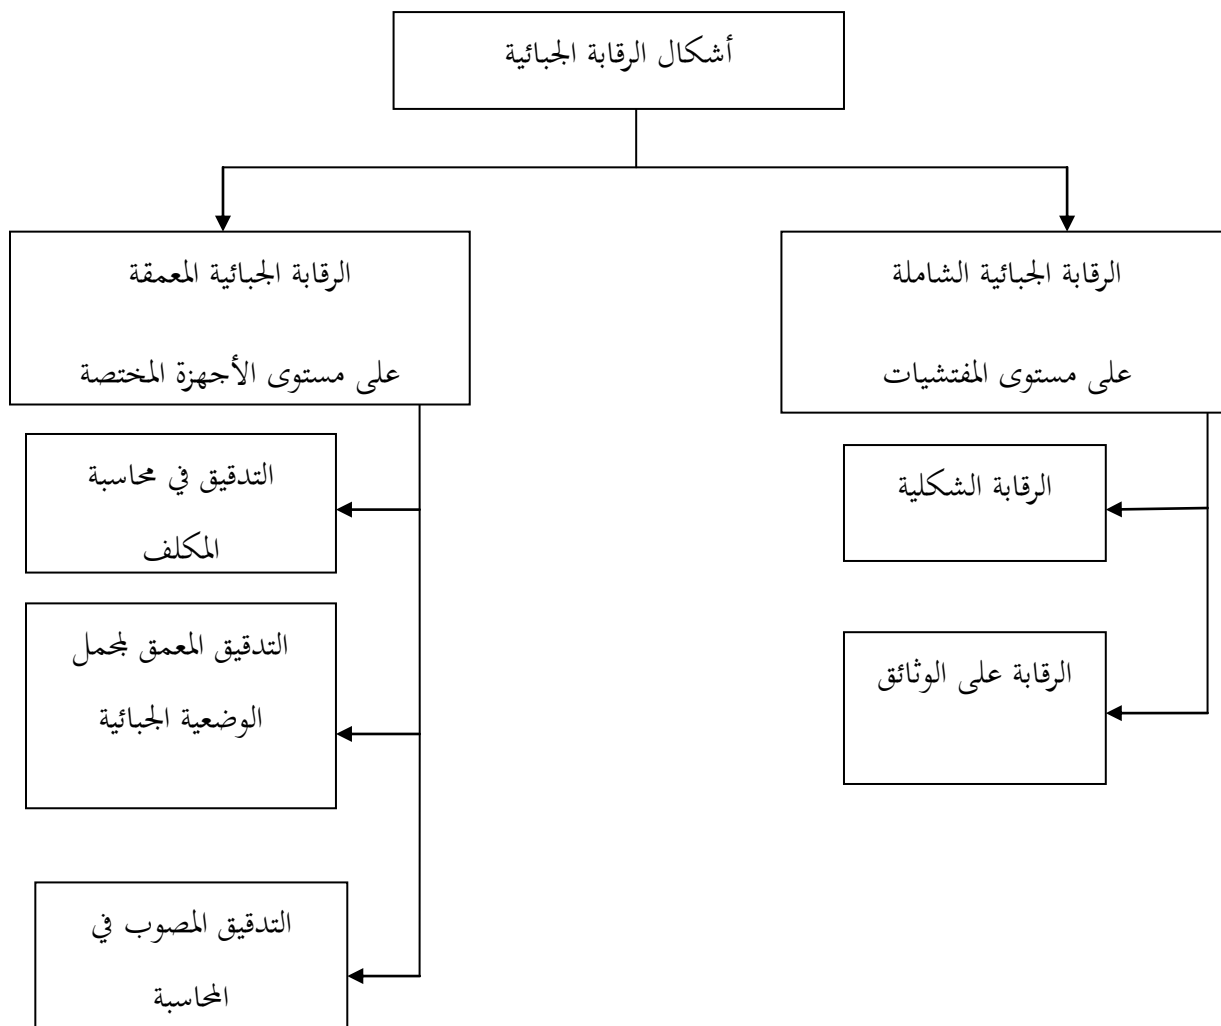 أشكال الرقابة الجبائية
الرقابة الجبائية الشاملة
على مستوى المفتشيات
الرقابة الشكلية
الرقابة على الوثائق
الرقابة الجبائية المعمقة
على مستوى الأجهزة المختصة
التدقيق في محاسبة
المكلف
التدقيق المعمق لمجمل
الوضعية الجبائية
التدقيق المصوب في
المحاسبة